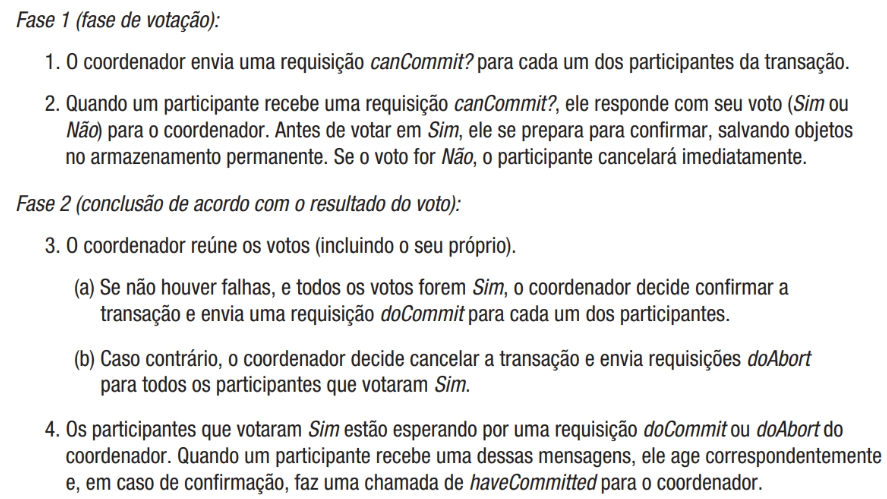 Fase 1 (fase de votação):
1. O coordenador envia uma requisição canCommit? para cada um dos participantes da transação.
2. Quando um participante recebe uma requisição canCommit?, ele responde com seu voto (Sim ou
Não) para o coordenador. Antes de votar em Sim, ele se prepara para confirmar, salvando objetos
no armazenamento permanente. Se o voto for Não, o participante cancelará imediatamente.
Fase 2 (conclusão de acordo com o resultado do voto):
3. O coordenador reúne os votos (incluindo o seu próprio).
(a) Se não houver falhas, e todos os votos forem Sim, o coordenador decide confirmar a
transação e envia uma requisição doCommit para cada um dos participantes.
(b) Caso contrário, o coordenador decide cancelar a transação e envia requisições doAbort
para todos os participantes que votaram Sim.
4. Os participantes que votaram Sim estão esperando por uma requisição doCommit ou doAbort do
coordenador. Quando um participante recebe uma dessas mensagens, ele age correspondentemente
e, em caso de confirmação, faz uma chamada de haveCommitted para o coordenador.